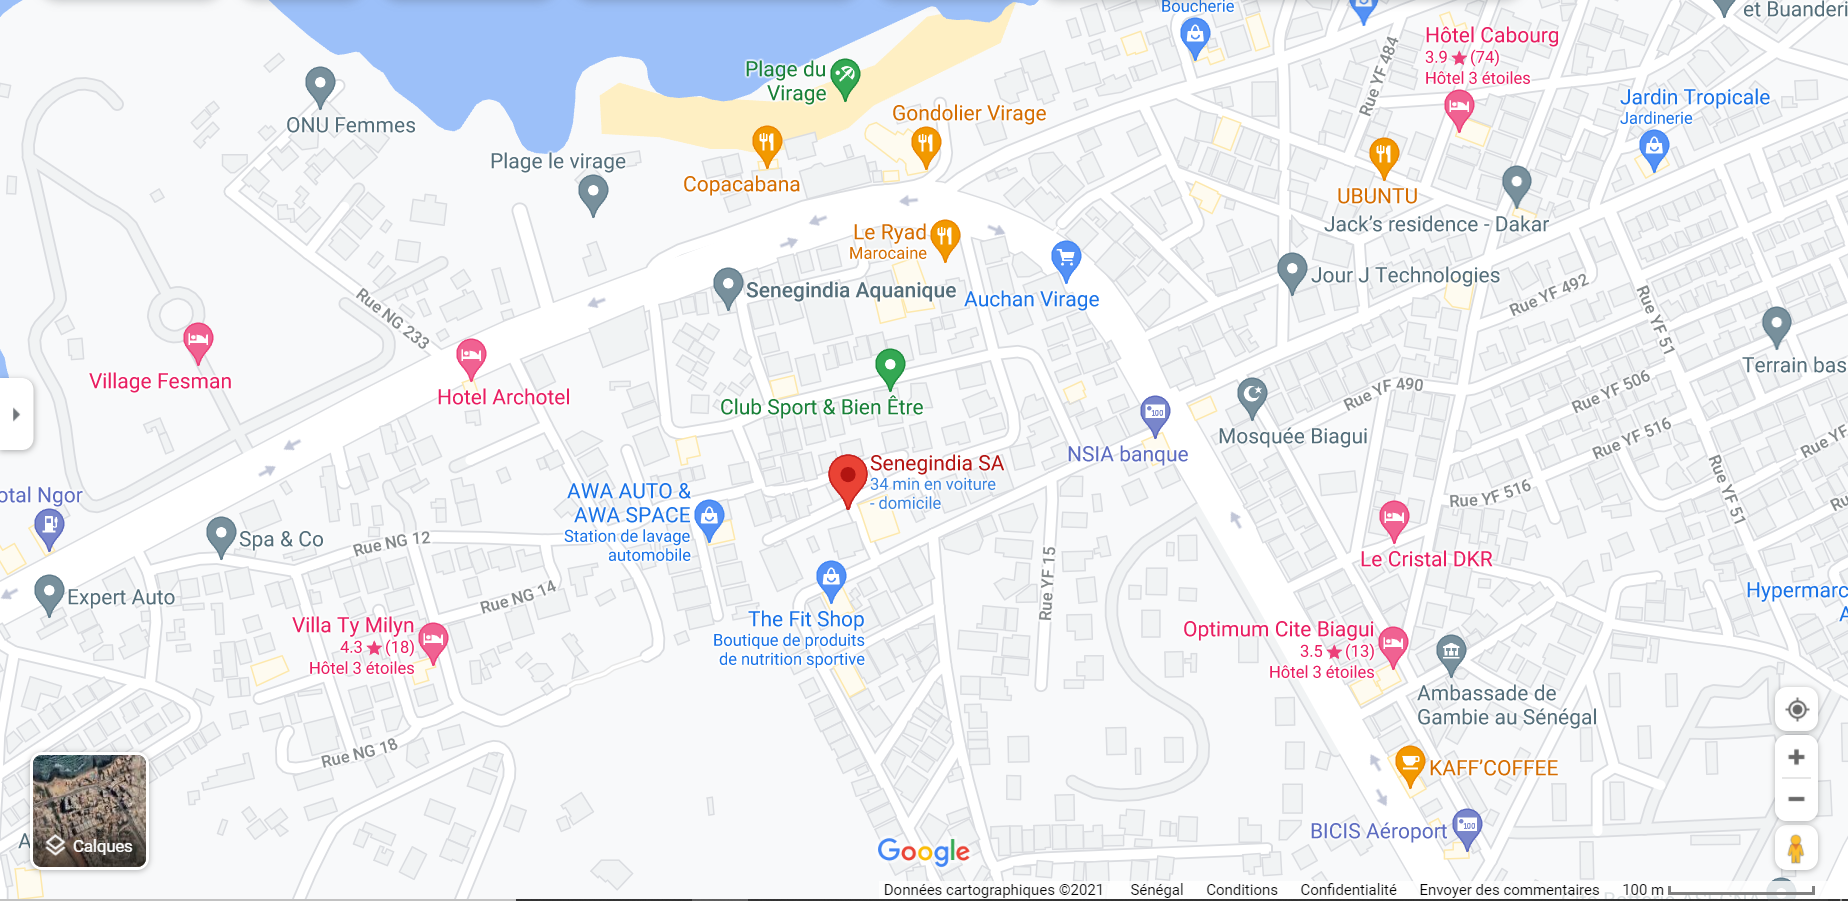 Boucherie
et Buanderi
Hôtel Cabourg
3.9 ★ (74)
Hôtel 3 étoiles
Rue YF 484
Plage du
Virage
Jardin Tropicale
Jardinerie
ONU Femmes
Gondolier Virage
Plage le virage
Copacabana
UBUNTU
Jack's residence - Dakar
Le Ryad
Marocaine
Senegindia Aquanique
Auchan Virage
Jour J Technologies
Rue YF 492
Rue YF 51
Rue NG 233
Village Fesman
Hotel Archotel
Club Sport & Bien Être
Terrain bas
Rue YF 490
Rue YF 506
Mosquée Biagui
NSIA banque
Rue YF 516
Rue YF
Senegindia SA
34 min en voiture
- domicile
otal Ngor
AWA AUTO &
AWA SPACE
Station de lavage
automobile
Rue YF 516
Rue YF 51
Ru
Spa & Co
Rue NG 12
Le Cristal DKR
Expert Auto
Rue NG 14
Rue YF 15
Hypermarc
A
Villa Ty Milyn
4.3 ★ (18)
Hôtel 3 étoiles
The Fit Shop
Boutique de produits
de nutrition sportive
Optimum Cite Biagui
3.5 ★ (13)
Hôtel 3 étoiles
Ambassade de
Gambie au Sénégal
Rue NG 18
KAFF'COFFEE
BICIS Aéroport
A
Calques
Google
Données cartographiques ©2021 Sénégal Conditions Confidentialité Envoyer des commentaires 100 m